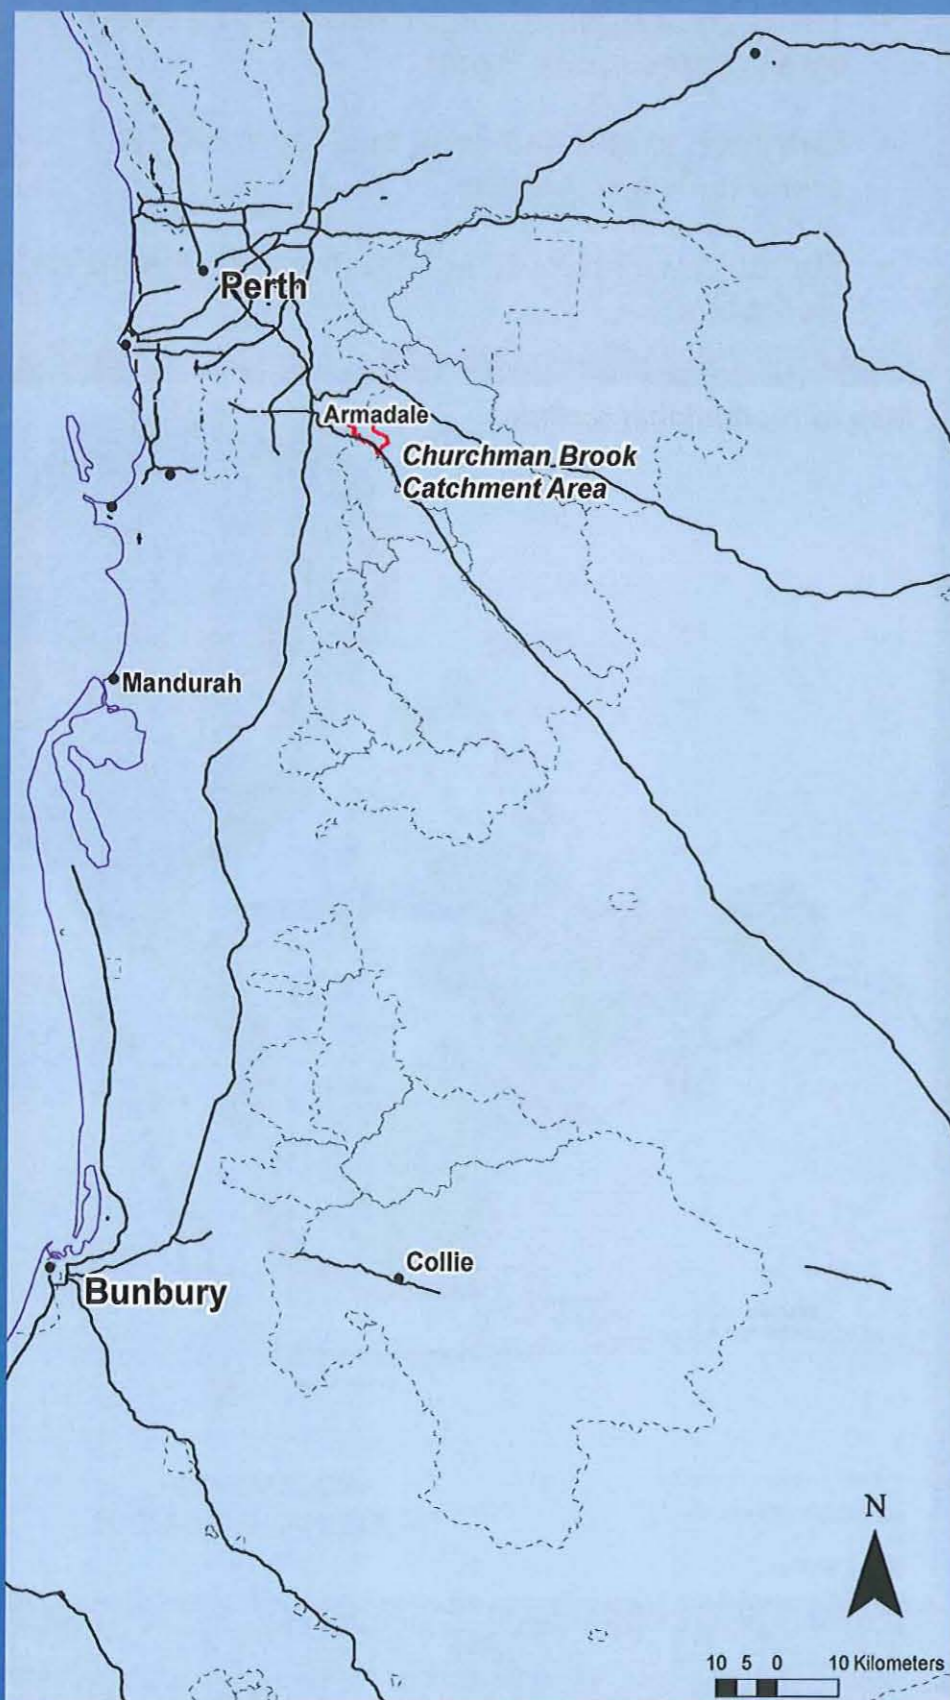 Perth
Armadale
Churchman Brook
Catchment Area
Mandurah
Collie
Bunbury
N
10 5 0 10 Kilometers